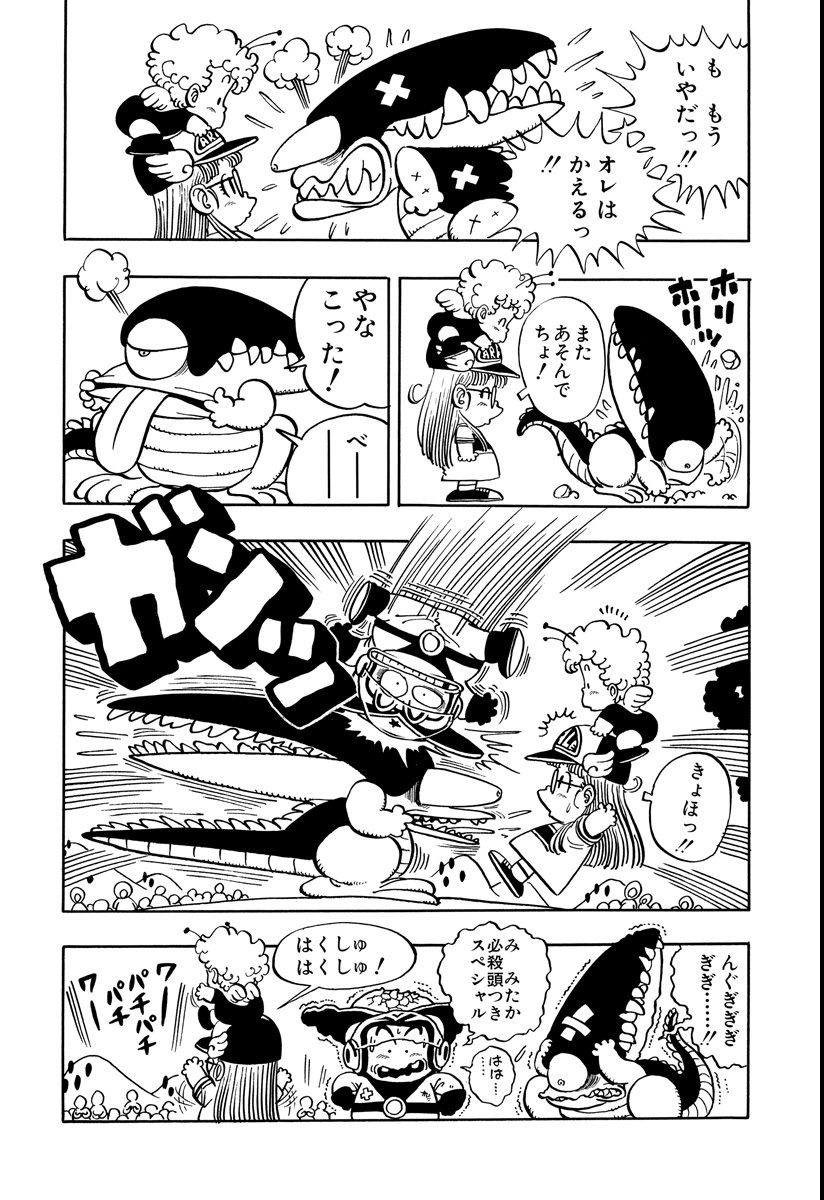 も もう
いやだっ!!
オレは
かえるっ
!!
ホリホリッ
また
あそんで
ちょ!
やな
こった!
べーー
ガンッ
きょほっ!!
んぐぎぎぎ
ぎぎ……!!
み みたか
必殺頭つき
スペシャル
はは…
……
はくしゅ
はくしゅ!
ワー
パチパチ
パチ
ワー